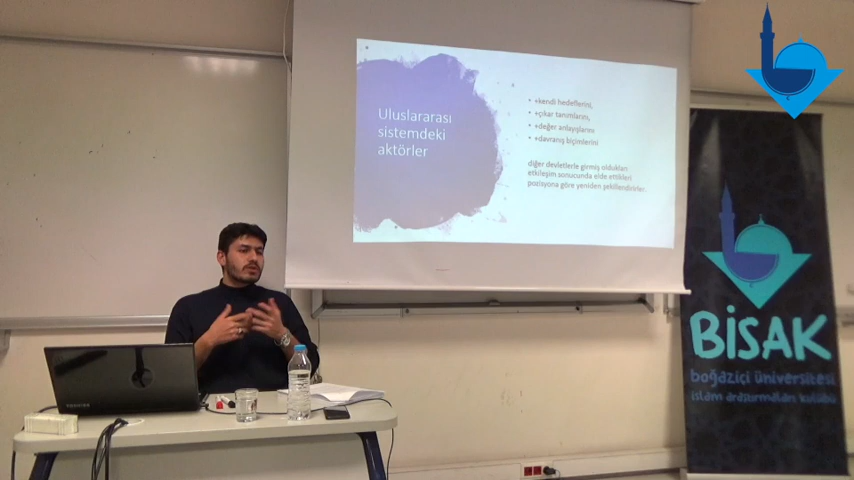 Uluslararası
sistemdeki
aktörler
• +kendi hedeflerini,
• +çıkar tanımlarını,
• +değer anlayışlarını
• +davranış biçimlerini
diğer devletlerle girmiş oldukları
etkileşim sonucunda elde ettikleri
pozisyona göre yeniden şekillendirirler.
BİSAK
boğaziçi üniversitesi
islam araştırmaları kulübü
TOSHIBA